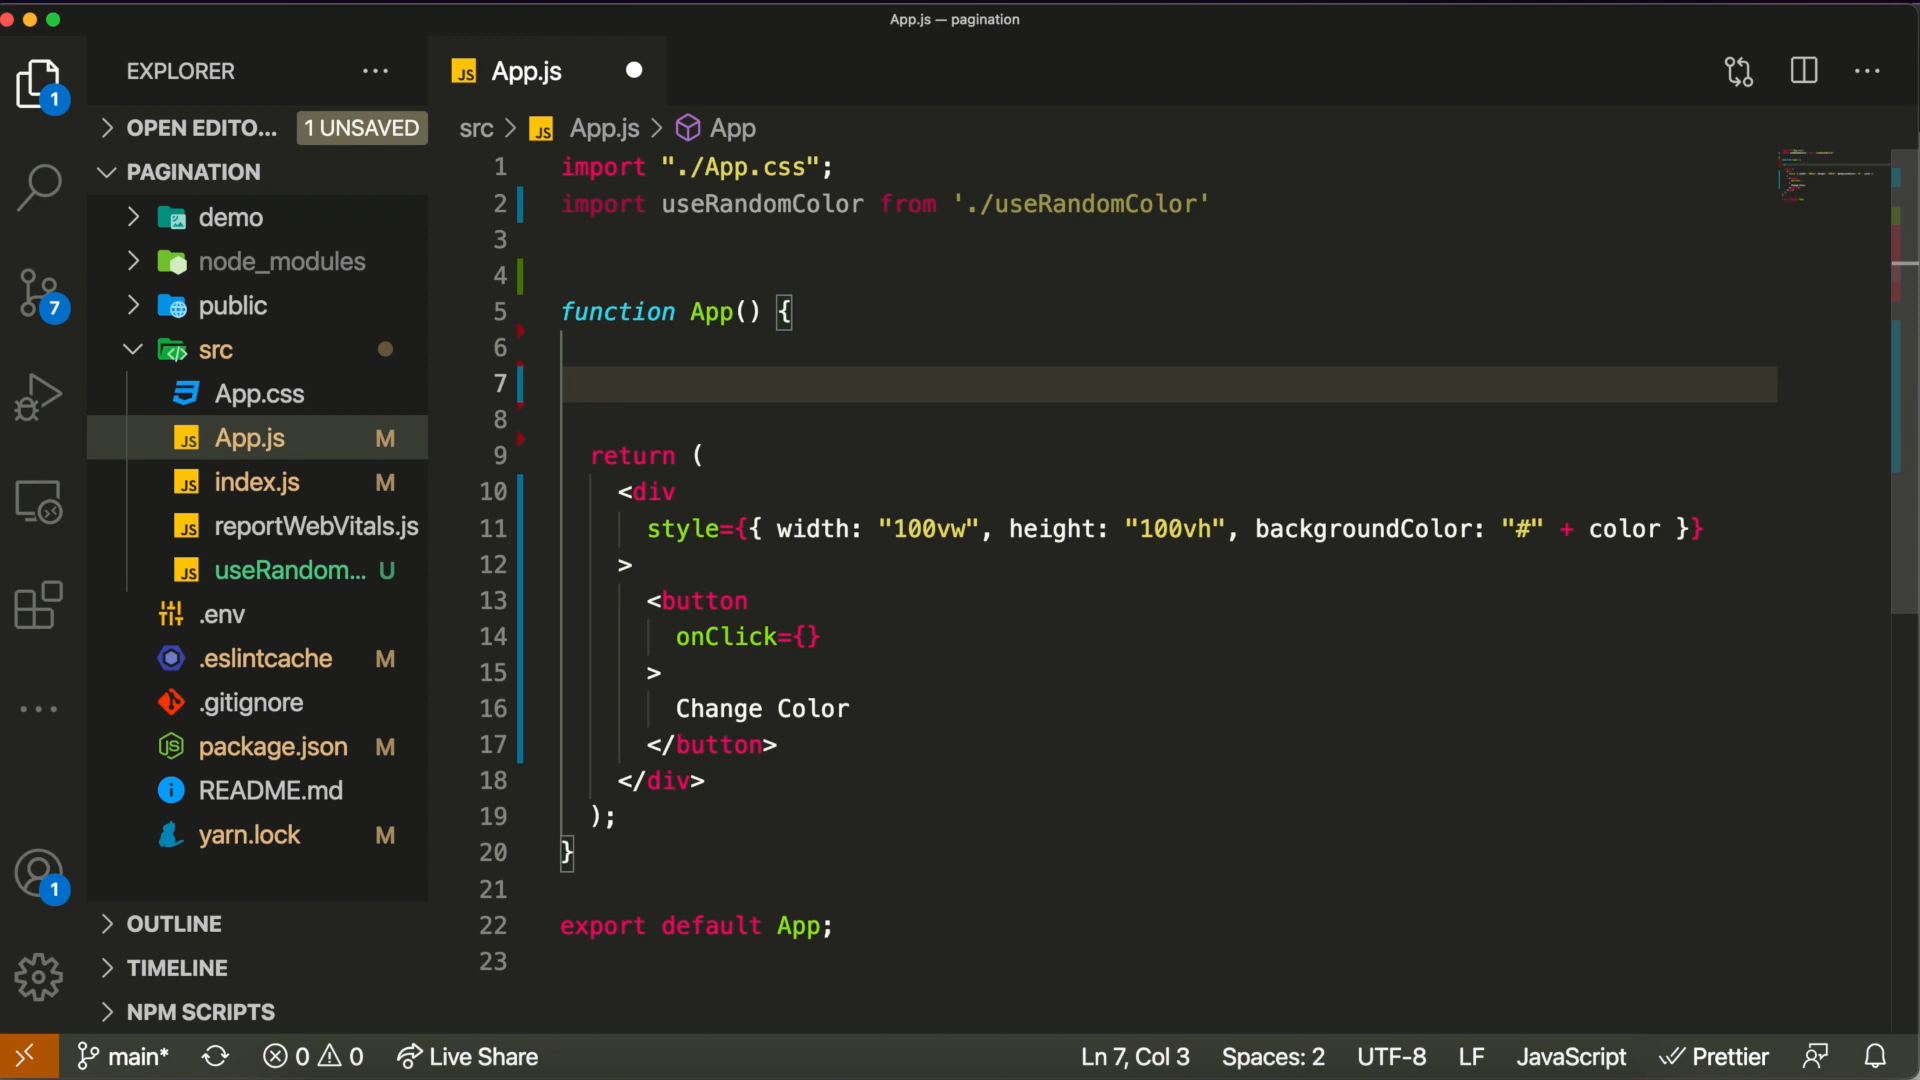 App.js — pagination
EXPLORER
App.js
1
OPEN EDITO... 1 UNSAVED
src > App.js > App
PAGINATION
demo
node_modules
public
src
App.css
App.js M
index.js M
reportWebVitals.js
useRandom... U
.env
.eslintcache M
.gitignore
package.json M
README.md
yarn.lock M
OUTLINE
TIMELINE
NPM SCRIPTS
7
1
1 import "./App.css";
2 import useRandomColor from './useRandomColor'
3
4
5 function App() {
6
7
8
9 return (
10 <div
11 style={{ width: "100vw", height: "100vh", backgroundColor: "#" + color }}
12 >
13 <button
14 onClick={}
15 >
16 Change Color
17 </button>
18 </div>
19 );
20 }
21
22 export default App;
23
main* 0 0 Live Share Ln 7, Col 3 Spaces: 2 UTF-8 LF JavaScript Prettier